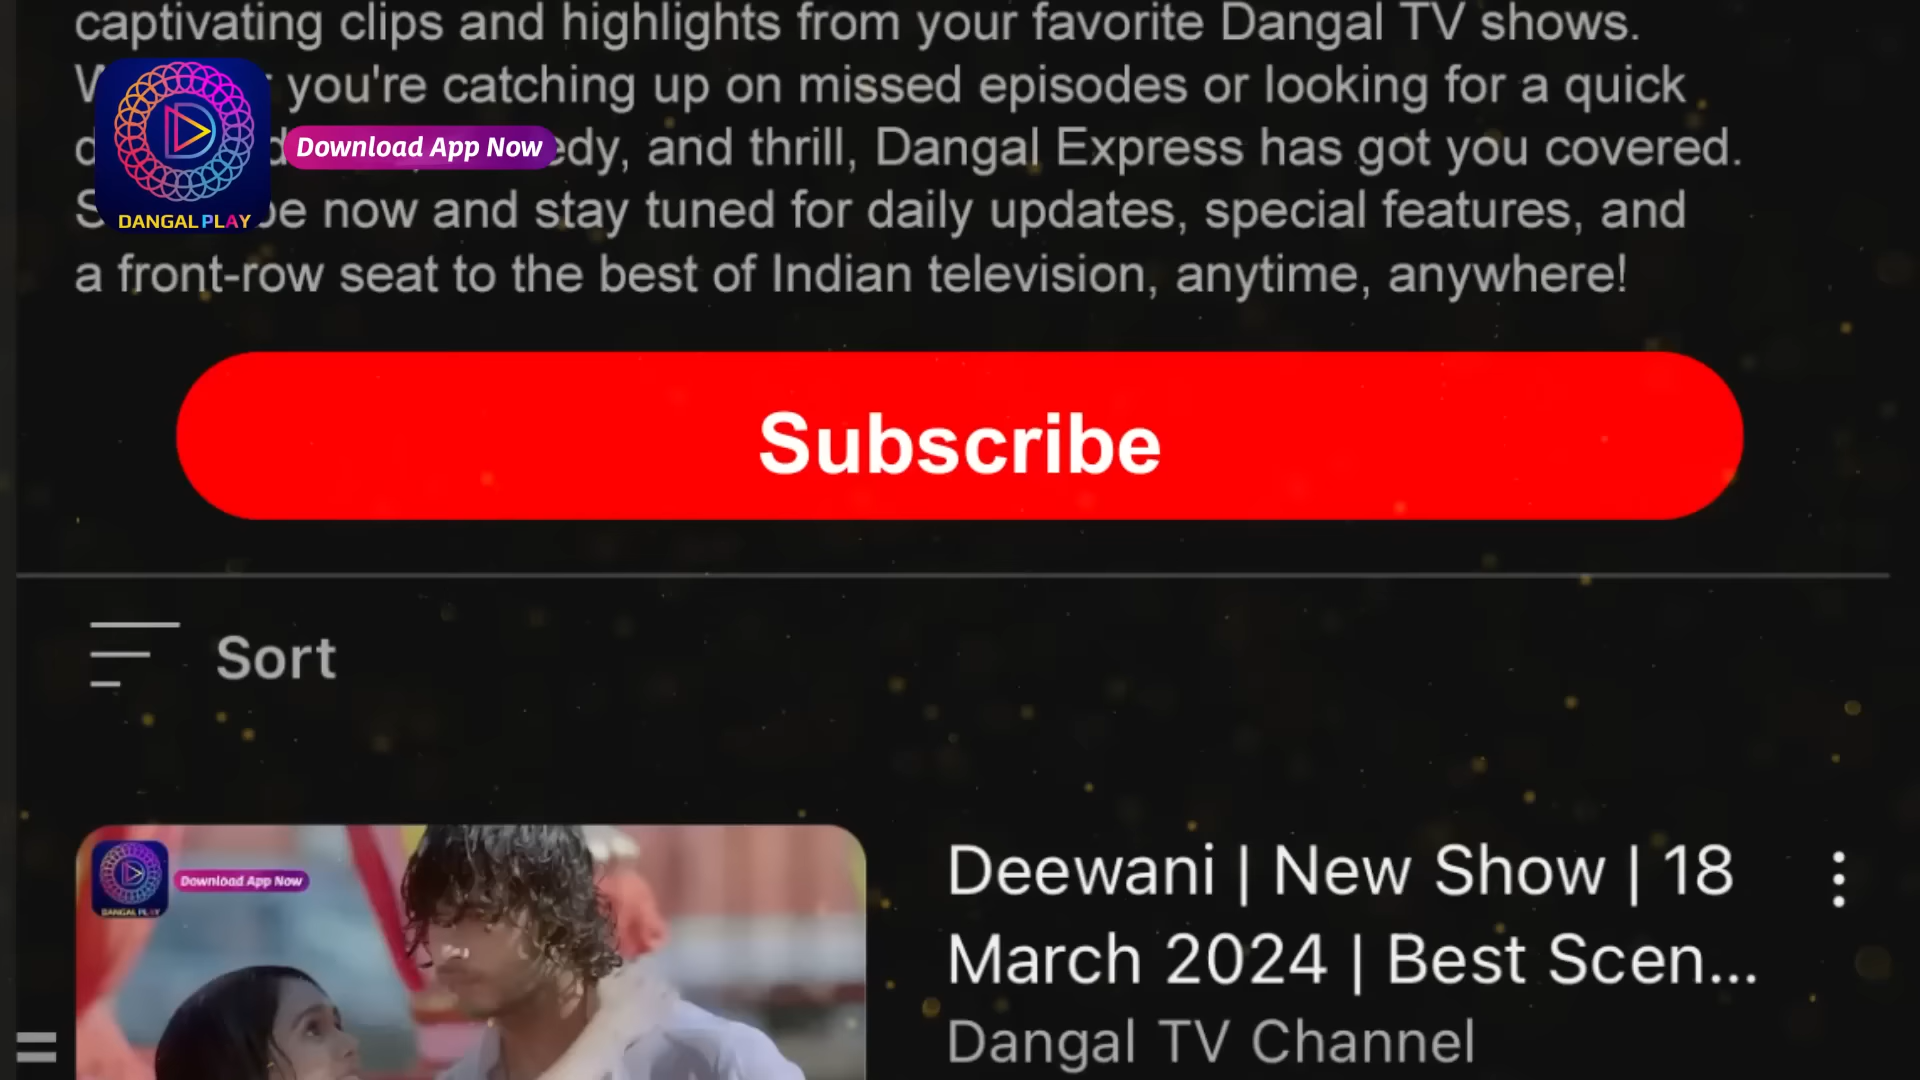 captivating clips and highlights from your favorite Dangal TV shows.
you're catching up on missed episodes or looking for a quick
and thrill, Dangal Express has got you covered.
now and stay tuned for daily updates, special features, and
a front-row seat to the best of Indian television, anytime, anywhere!
Download App Now
DANGAL PLAY
Subscribe
Sort
Download App Now
DANGAL PLAY
Deewani | New Show | 18
March 2024 | Best Scen...
Dangal TV Channel